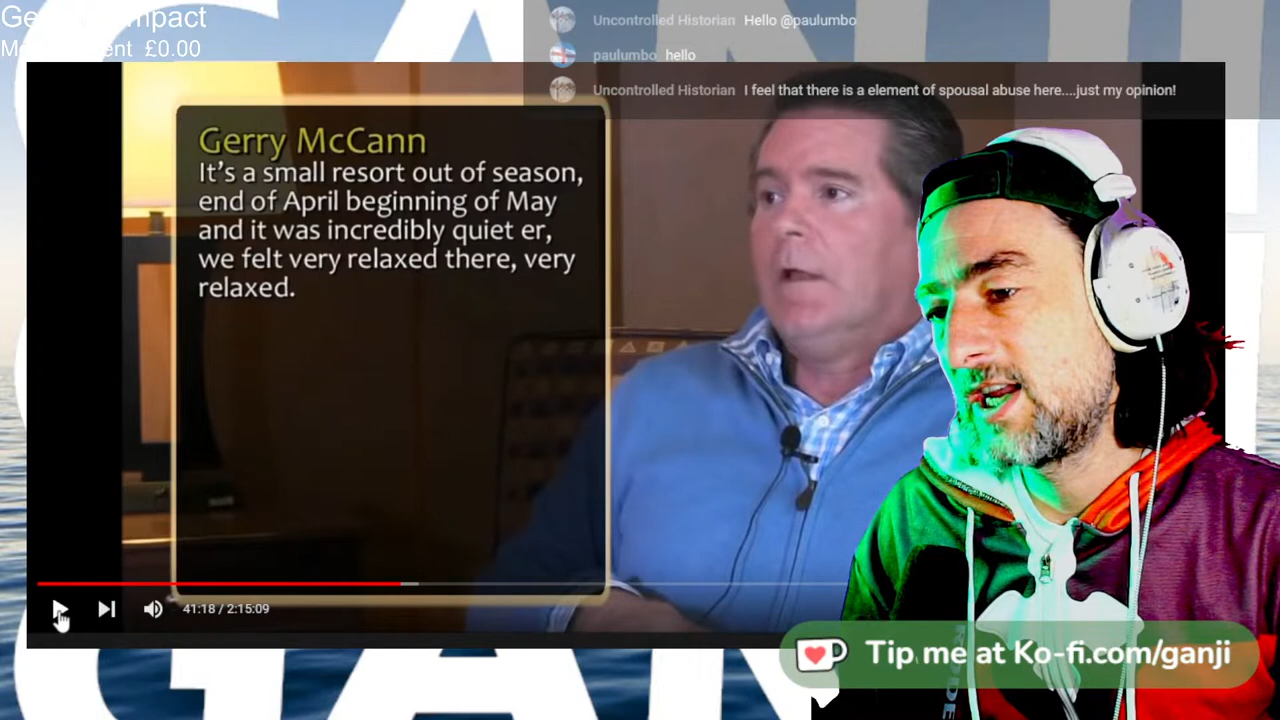 Uncontrolled Historian Hello @paulumbo
£0.00
paulumbo hello
Uncontrolled Historian I feel that there is a element of spousal abuse here....just my opinion!
Gerry McCann
It's a small resort out of season,
end of April beginning of May
and it was incredibly quiet er,
we felt very relaxed there, very
relaxed.
41:18 / 2:15:09
Tip me at Ko-fi.com/ganji